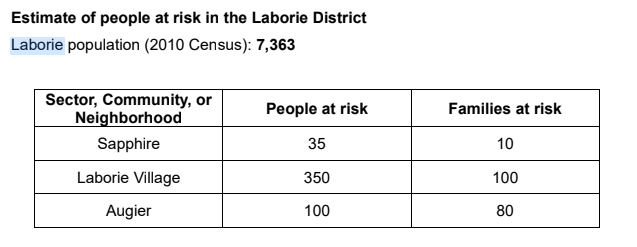 Estimate of people at risk in the Laborie District
Laborie population (2010 Census): 7,363
Sector, Community, or Neighborhood People at risk Families at risk
Sapphire 35 10
Laborie Village 350 100
Augier 100 80